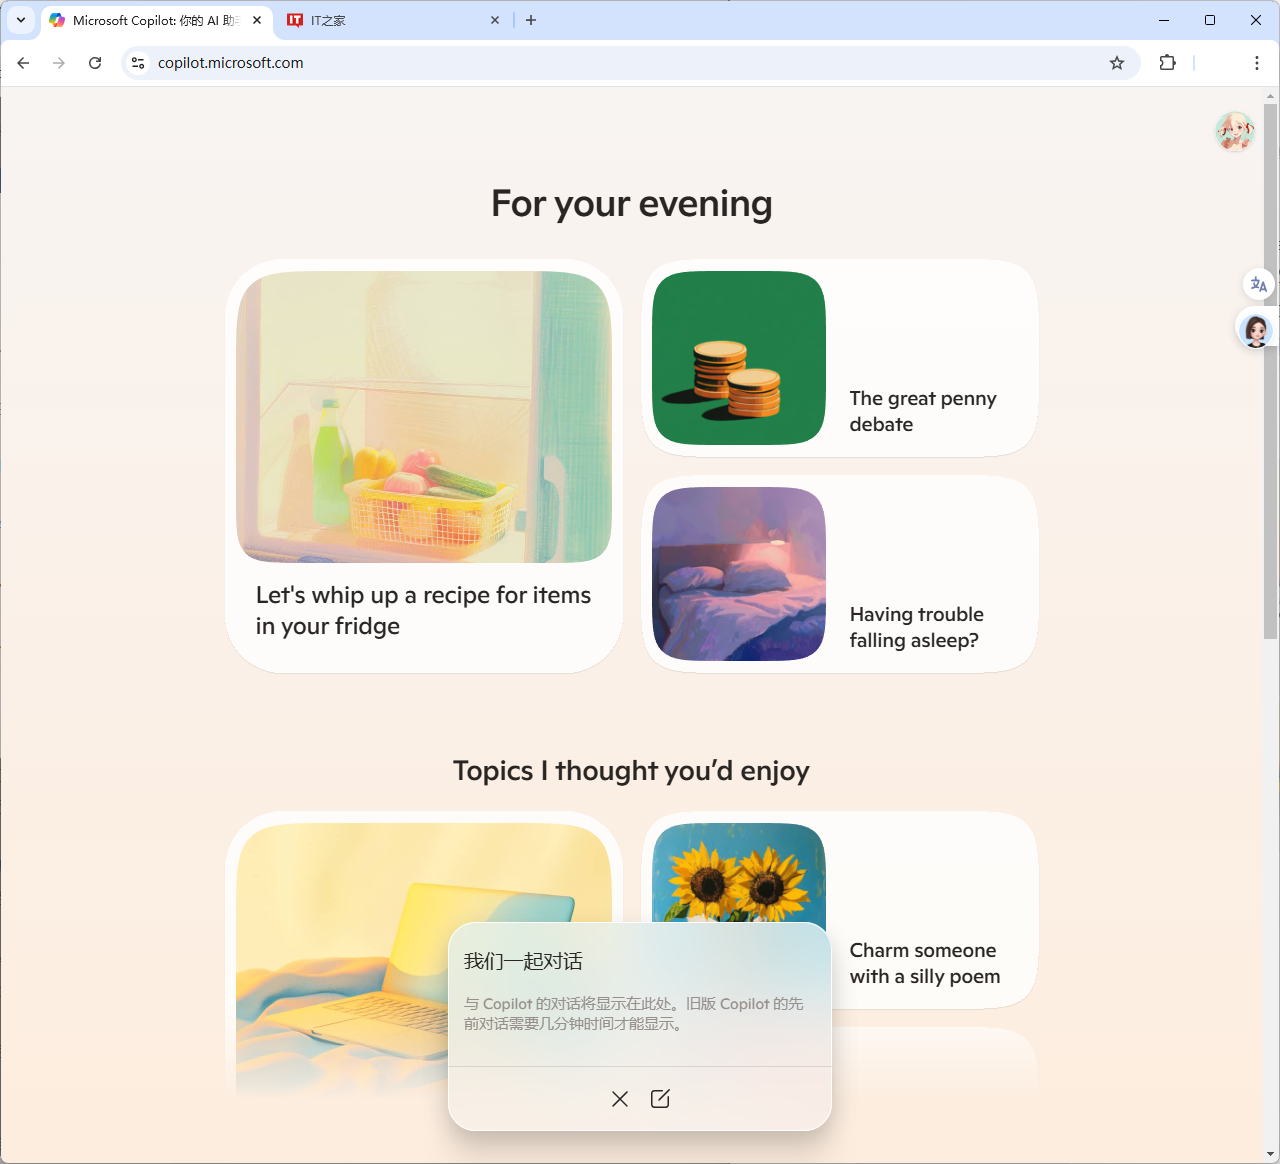 Microsoft Copilot: 你的 AI 助
IT之家
copilot.microsoft.com
For your evening
Let's whip up a recipe for items
in your fridge
The great penny
debate
Having trouble
falling asleep?
Topics I thought you’d enjoy
Charm someone
with a silly poem
我们一起对话
与 Copilot 的对话将显示在此处。旧版 Copilot 的先
前对话需要几分钟时间才能显示。